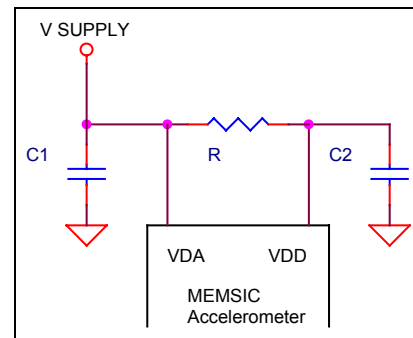 V SUPPLY
C1
R
C2
VDA
VDD
MEMSIC
Accelerometer